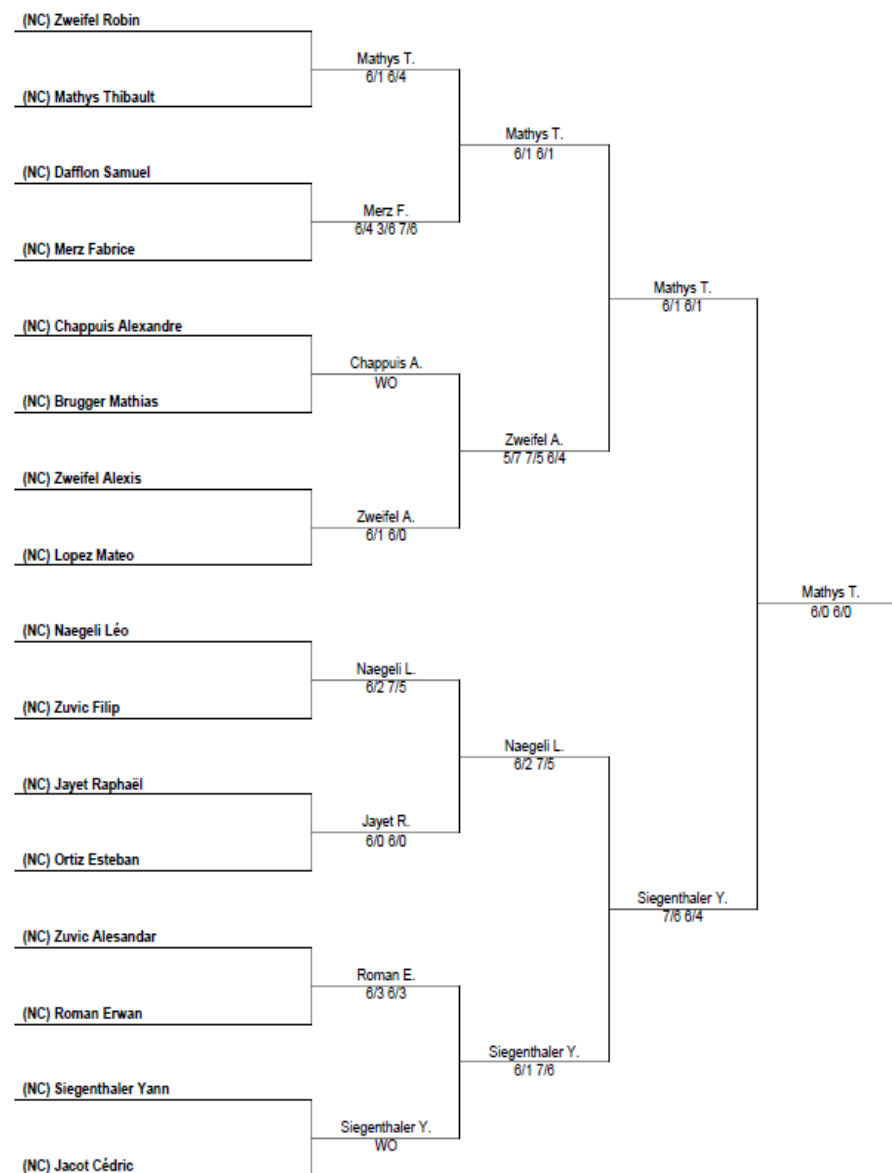 (NC) Zweifel Robin
Mathys T.
6/1 6/4
(NC) Mathys Thibault
Mathys T.
6/1 6/1
(NC) Dafflon Samuel
Merz F.
6/4 3/6 7/6
(NC) Merz Fabrice
Mathys T.
6/1 6/1
(NC) Chappuis Alexandre
Chappuis A.
WO
(NC) Brugger Mathias
Zweifel A.
5/7 7/5 6/4
(NC) Zweifel Alexis
Zweifel A.
6/1 6/0
(NC) Lopez Mateo
Mathys T.
6/0 6/0
(NC) Naegeli Léo
Naegeli L.
6/2 7/5
(NC) Zuvic Filip
Naegeli L.
6/2 7/5
(NC) Jayet Raphaël
Jayet R.
6/0 6/0
(NC) Ortiz Esteban
Siegenthaler Y.
7/6 6/4
(NC) Zuvic Alesandar
Roman E.
6/3 6/3
(NC) Roman Erwan
Siegenthaler Y.
6/1 7/6
(NC) Siegenthaler Yann
Siegenthaler Y.
WO
(NC) Jacot Cédric